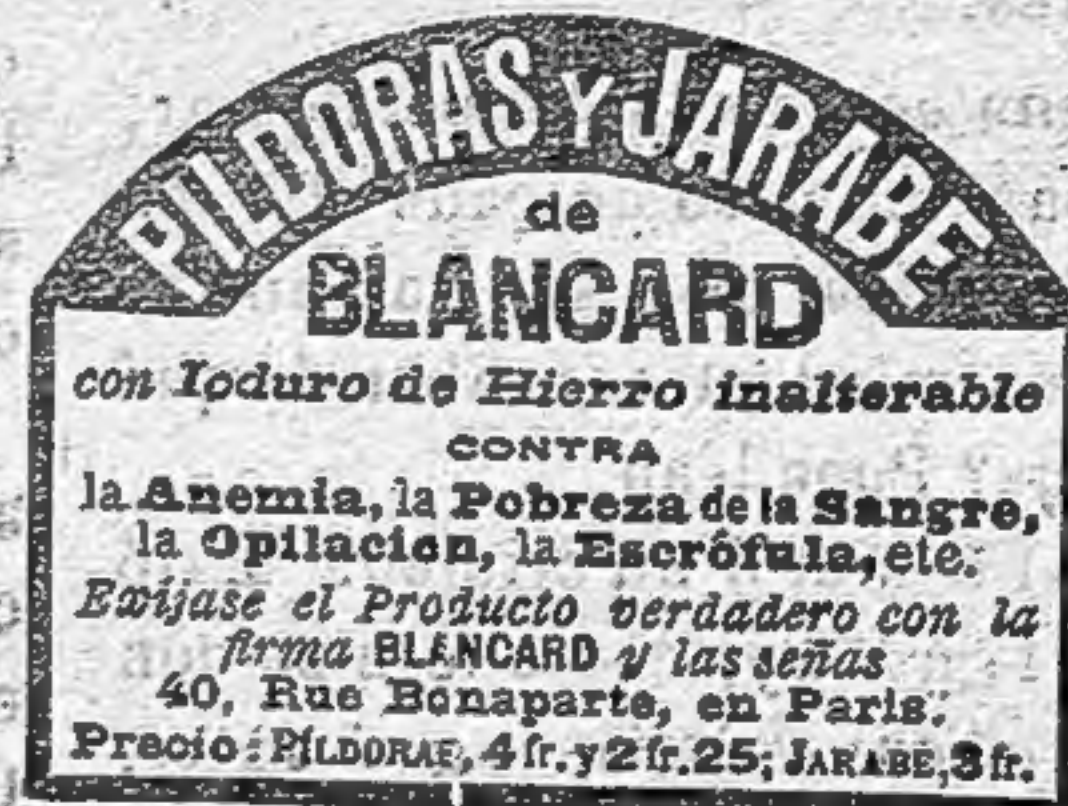 PILDORAS Y JARABE
de
BLANCARD
con Ioduro de Hierro inalterable
CONTRA
la Anemia, la Pobreza de la Sangre,
la Opilacion, la Escrófula, etc.
Exíjase el Producto verdadero con la
firma BLANCARD y las señas
40, Rue Bonaparte, en Paris.
Precio: PÍLDORAS, 4 fr. y 2 fr. 25; JARABE, 3 fr.